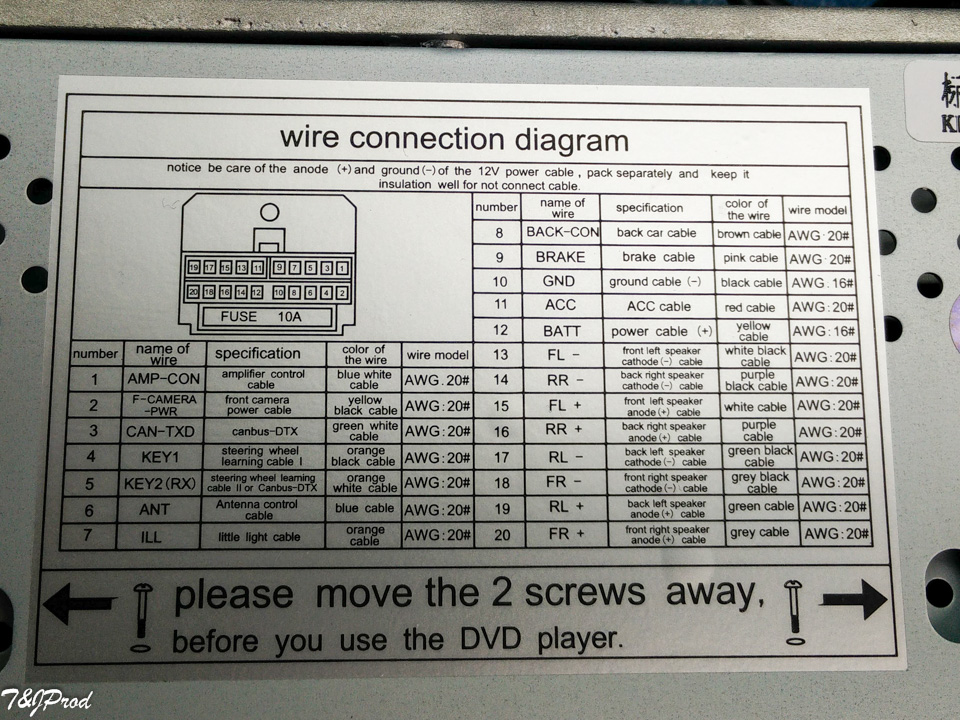 wire connection diagram
notice be care of the anode (+) and ground (-) of the 12V power cable , pack separately and keep it
insulation well for not connect cable.
19 17 15 13 11 9 7 5 3 1
20 18 16 14 12 10 8 6 4 2
FUSE 10A
number name of wire specification color of the wire wire model
1 AMP-CON amplifier control cable blue white cable AWG.20#
2 F-CAMERA -PWR front camera power cable yellow black cable AWG:20#
3 CAN-TXD canbus-DTX green white cable AWG:20#
4 KEY1 steering wheel learning cable I orange black cable AWG:20#
5 KEY2(RX) steering wheel learning cable II or Canbus-DTX orange white cable AWG:20#
6 ANT Antenna control cable blue cable AWG:20#
7 ILL little light cable orange cable AWG:20#
number name of wire specification color of the wire wire model
8 BACK-CON back car cable brown cable AWG·20#
9 BRAKE brake cable pink cable AWG·20#
10 GND ground cable (-) black cable AWG.16#
11 ACC ACC cable red cable AWG:20#
12 BATT power cable (+) yellow cable AWG:16#
13 FL - front left speaker cathode(-) cable white black cable AWG:20#
14 RR - back right speaker cathode(-) cable purple black cable AWG:20#
15 FL + front left speaker anode(+) cable white cable AWG:20#
16 RR + back right speaker anode(+) cable purple cable AWG:20#
17 RL - back left speaker cathode(-) cable green black cable AWG:20#
18 FR - front right speaker cathode(-) cable grey black cable AWG:20#
19 RL + back left speaker anode(+) cable green cable AWG:20#
20 FR + front right speaker anode(+) cable grey cable AWG:20#
please move the 2 screws away,
before you use the DVD player.
7&JProd